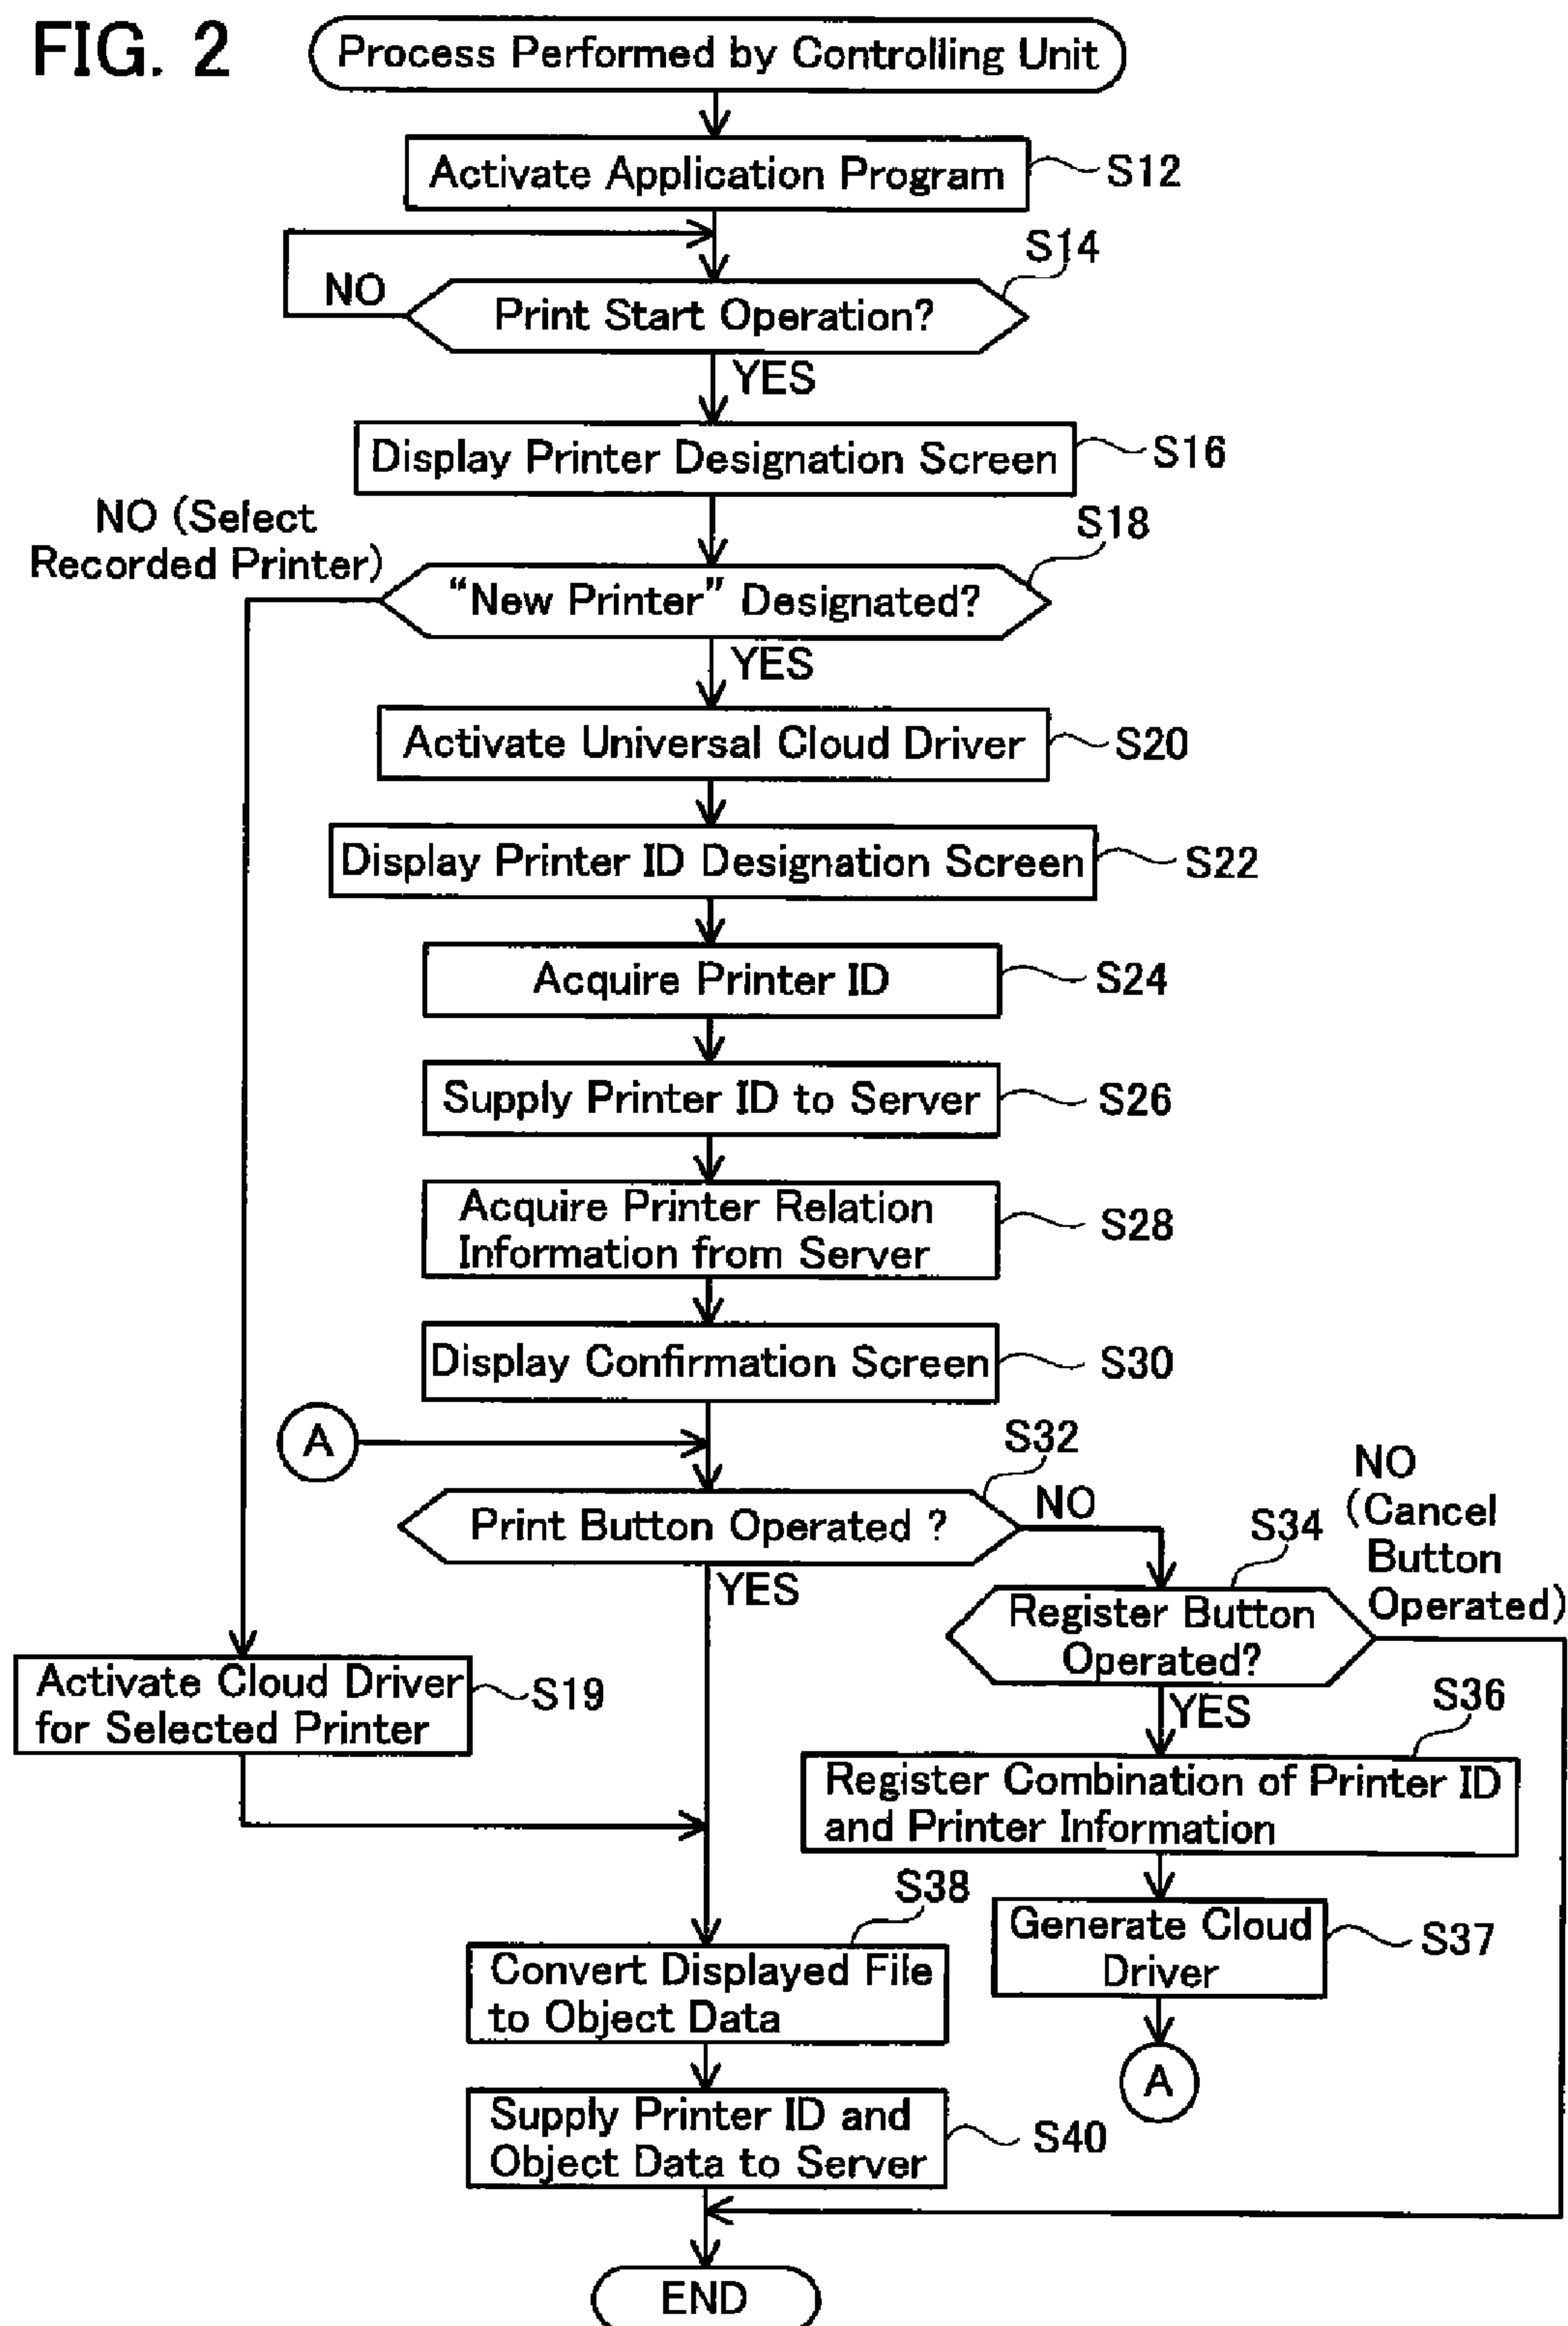 FIG. 2
Process Performed by Controlling Unit
Activate Application Program
S12
S14
NO
Print Start Operation?
YES
Display Printer Designation Screen
S16
NO (Select
Recorded Printer)
S18
“New Printer” Designated?
YES
Activate Universal Cloud Driver
S20
Display Printer ID Designation Screen
S22
Acquire Printer ID
S24
Supply Printer ID to Server
S26
Acquire Printer Relation
Information from Server
S28
Display Confirmation Screen
S30
A
S32
Print Button Operated ?
NO
YES
S34
NO
(Cancel
Button
Operated)
Register Button
Operated?
YES
Activate Cloud Driver
for Selected Printer
S19
S36
Register Combination of Printer ID
and Printer Information
S38
Generate Cloud
Driver
S37
Convert Displayed File
to Object Data
A
Supply Printer ID and
Object Data to Server
S40
END